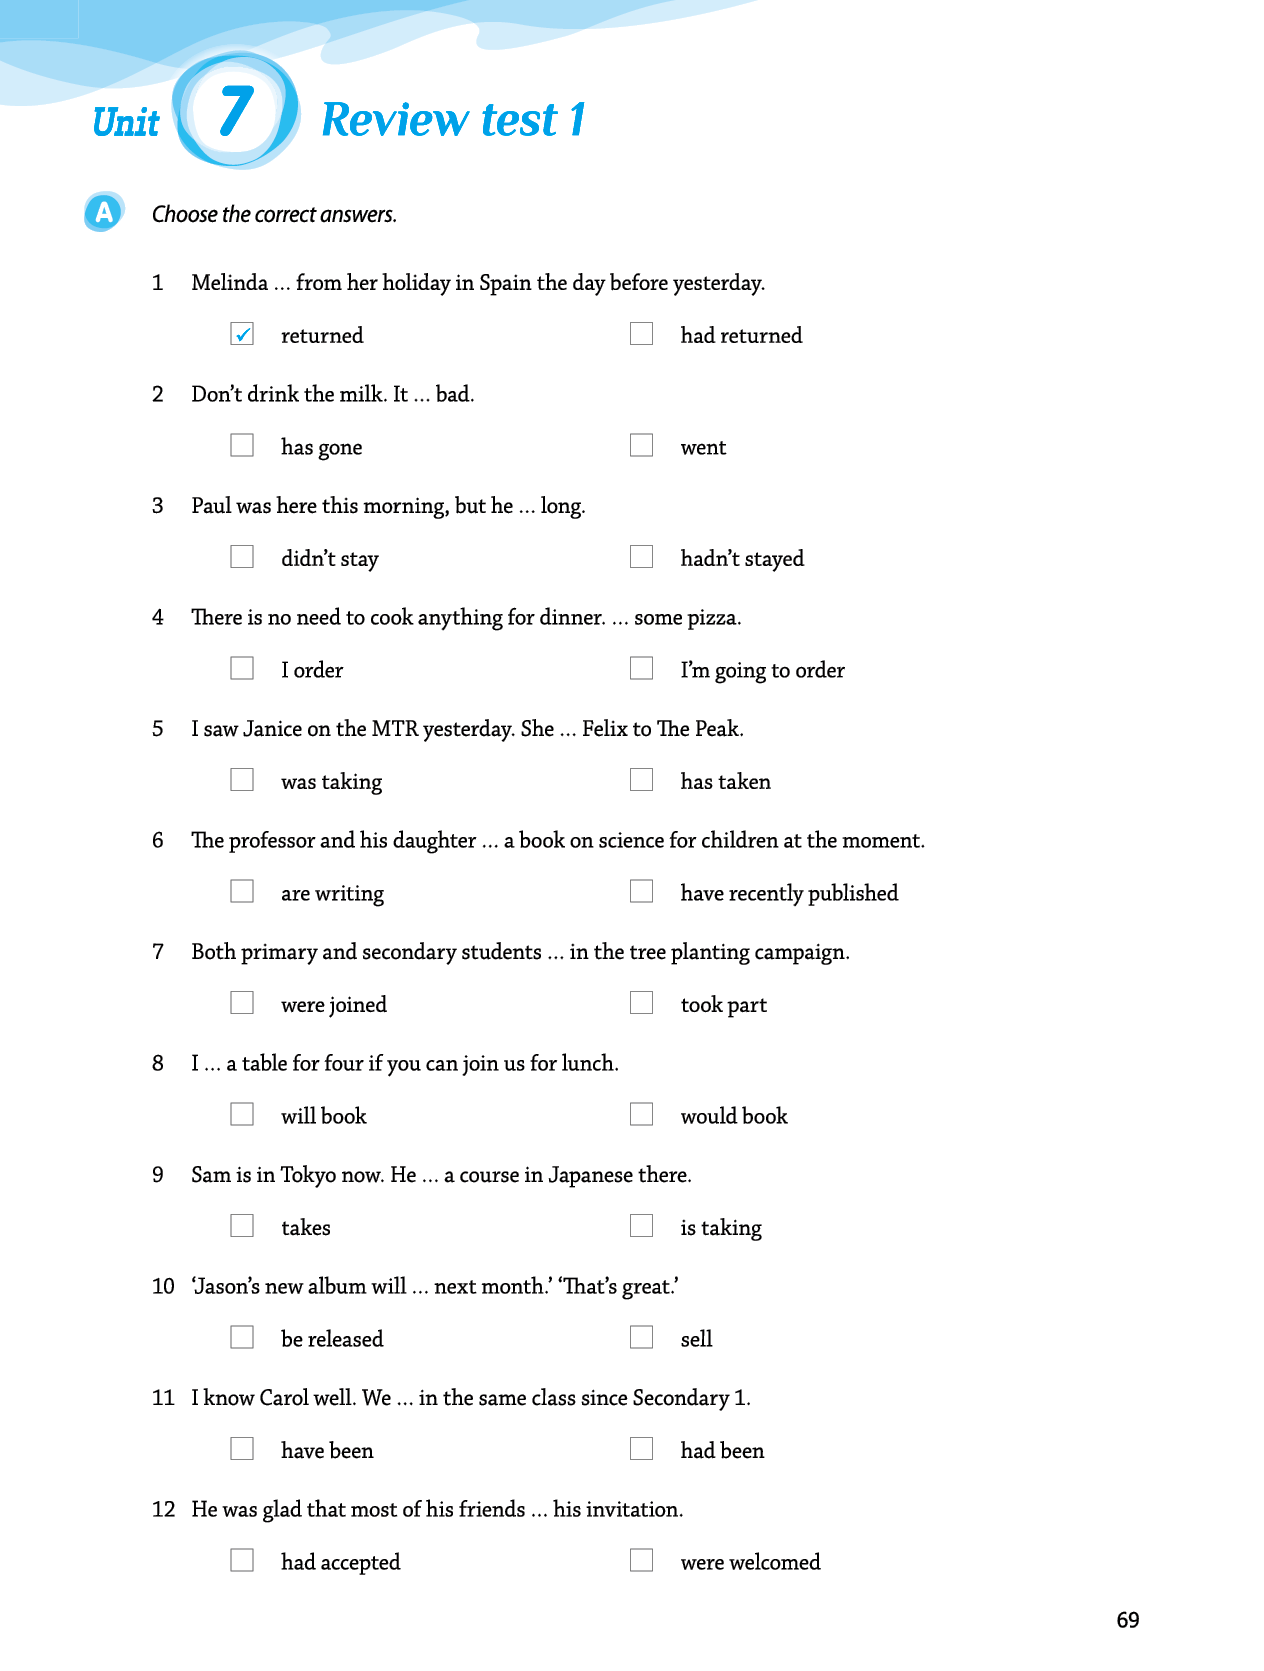 Unit 7 Review test 1
A Choose the correct answers.
1 Melinda … from her holiday in Spain the day before yesterday.
✓ returned had returned
2 Don’t drink the milk. It … bad.
has gone went
3 Paul was here this morning, but he … long.
didn’t stay hadn’t stayed
4 There is no need to cook anything for dinner. … some pizza.
I order I’m going to order
5 I saw Janice on the MTR yesterday. She … Felix to The Peak.
was taking has taken
6 The professor and his daughter … a book on science for children at the moment.
are writing have recently published
7 Both primary and secondary students … in the tree planting campaign.
were joined took part
8 I … a table for four if you can join us for lunch.
will book would book
9 Sam is in Tokyo now. He … a course in Japanese there.
takes is taking
10 ‘Jason’s new album will … next month.’ ‘That’s great.’
be released sell
11 I know Carol well. We … in the same class since Secondary 1.
have been had been
12 He was glad that most of his friends … his invitation.
had accepted were welcomed
69